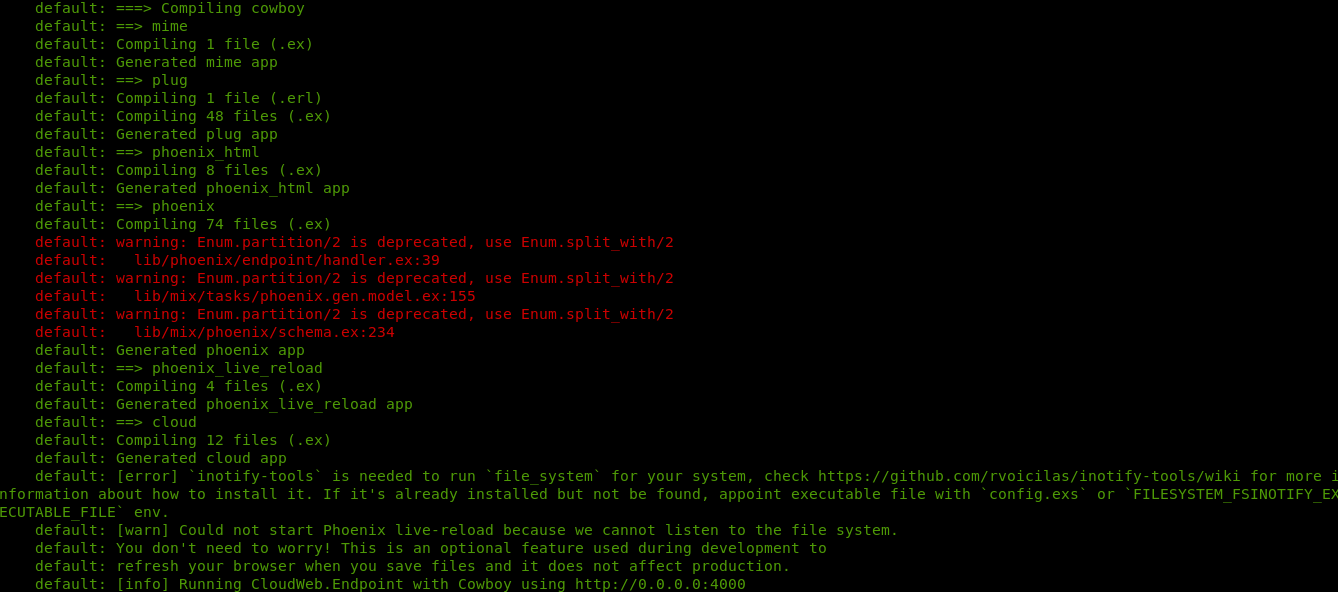 default: ===> Compiling cowboy
default: ==> mime
default: Compiling 1 file (.ex)
default: Generated mime app
default: ==> plug
default: Compiling 1 file (.erl)
default: Compiling 48 files (.ex)
default: Generated plug app
default: ==> phoenix_html
default: Compiling 8 files (.ex)
default: Generated phoenix_html app
default: ==> phoenix
default: Compiling 74 files (.ex)
default: warning: Enum.partition/2 is deprecated, use Enum.split_with/2
default:   lib/phoenix/endpoint/handler.ex:39
default: warning: Enum.partition/2 is deprecated, use Enum.split_with/2
default:   lib/mix/tasks/phoenix.gen.model.ex:155
default: warning: Enum.partition/2 is deprecated, use Enum.split_with/2
default:   lib/mix/phoenix/schema.ex:234
default: Generated phoenix app
default: ==> phoenix_live_reload
default: Compiling 4 files (.ex)
default: Generated phoenix_live_reload app
default: ==> cloud
default: Compiling 12 files (.ex)
default: Generated cloud app
default: [error] `inotify-tools` is needed to run `file_system` for your system, check https://github.com/rvoicilas/inotify-tools/wiki for more i
nformation about how to install it. If it's already installed but not be found, appoint executable file with `config.exs` or `FILESYSTEM_FSINOTIFY_EX
ECUTABLE_FILE` env.
default: [warn] Could not start Phoenix live-reload because we cannot listen to the file system.
default: You don't need to worry! This is an optional feature used during development to
default: refresh your browser when you save files and it does not affect production.
default: [info] Running CloudWeb.Endpoint with Cowboy using http://0.0.0.0:4000